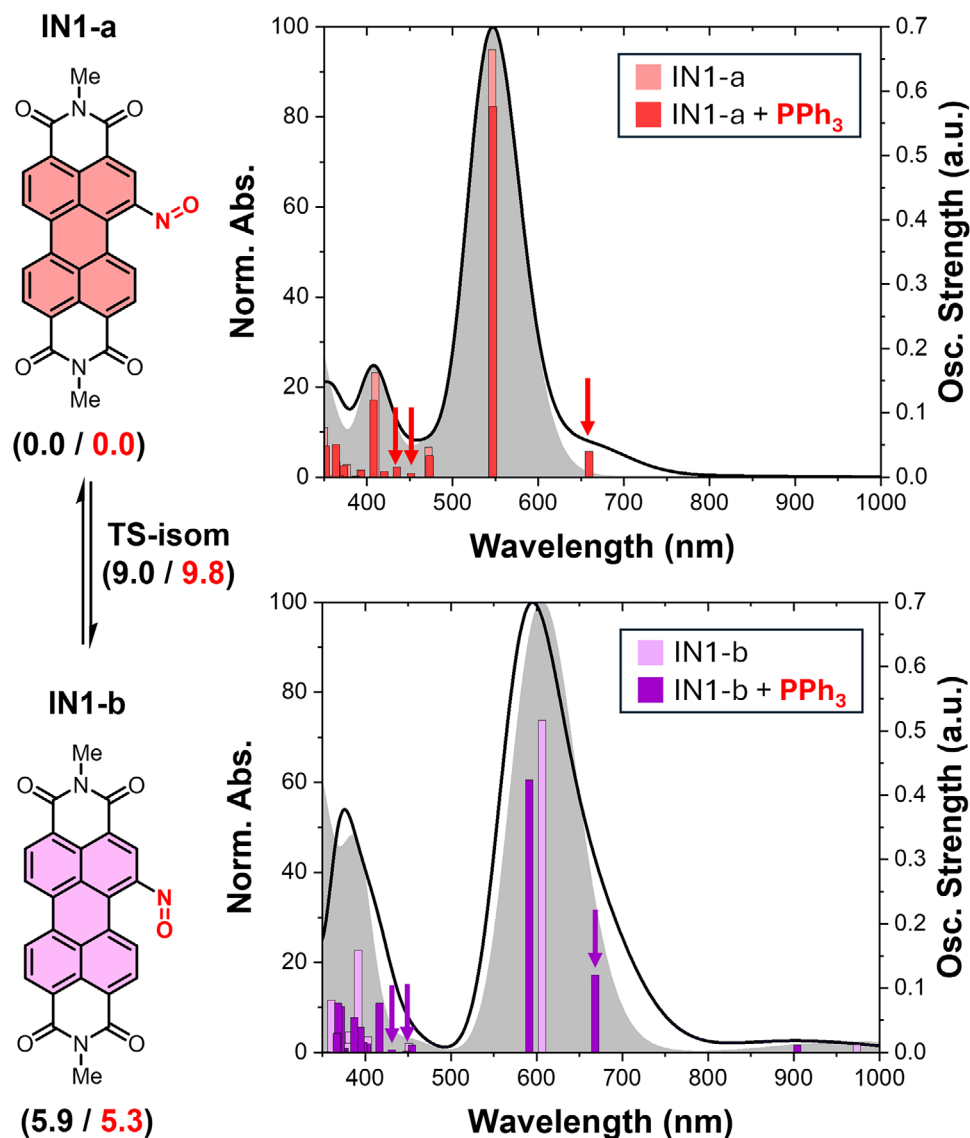 IN1-a
Me
N
O
O
N
O
O
O
N
Me
(0.0 / 0.0)
TS-isom
(9.0 / 9.8)
IN1-b
Me
N
O
O
N
O
O
O
N
Me
(5.9 / 5.3)
100
80
60
40
20
0
Norm. Abs.
IN1-a
IN1-a + PPh3
0.7
0.6
0.5
0.4
0.3
0.2
0.1
0.0
Osc. Strength (a.u.)
400
500
600
700
800
900
1000
Wavelength (nm)
100
80
60
40
20
0
Norm. Abs.
IN1-b
IN1-b + PPh3
0.7
0.6
0.5
0.4
0.3
0.2
0.1
0.0
Osc. Strength (a.u.)
400
500
600
700
800
900
1000
Wavelength (nm)